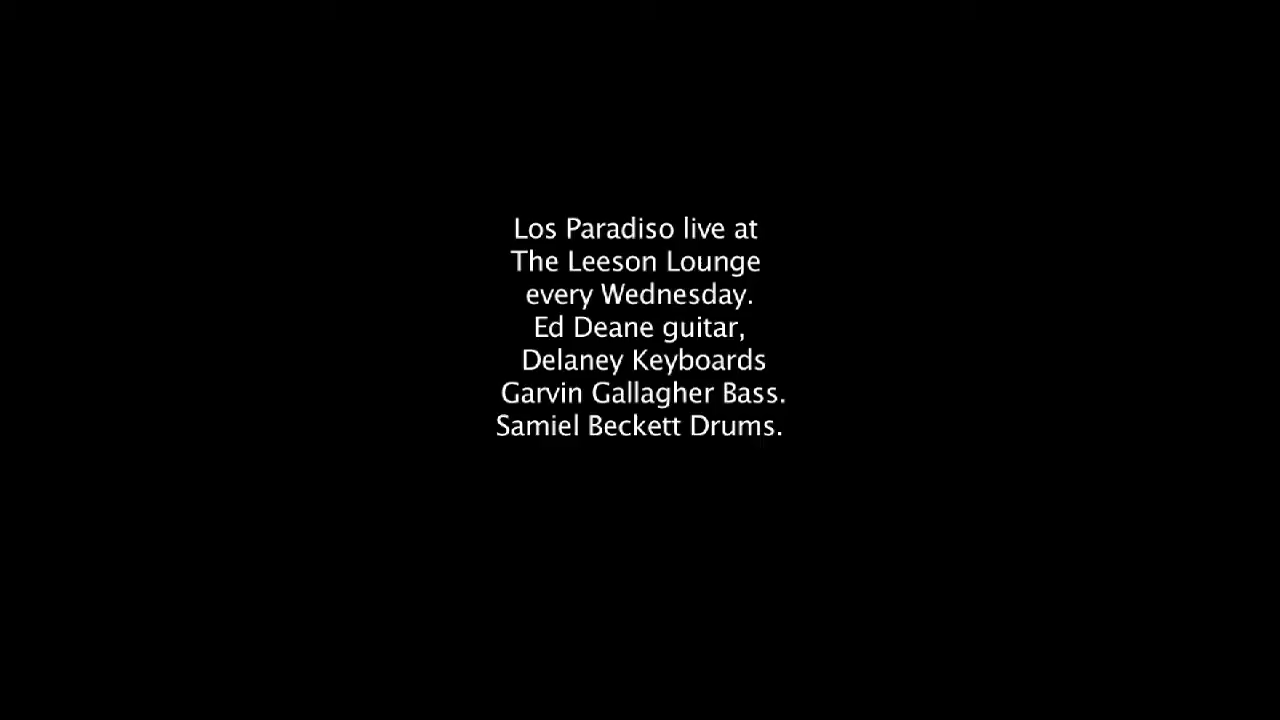 Los Paradiso live at
The Leeson Lounge
every Wednesday.
Ed Deane guitar,
Delaney Keyboards
Garvin Gallagher Bass.
Samiel Beckett Drums.